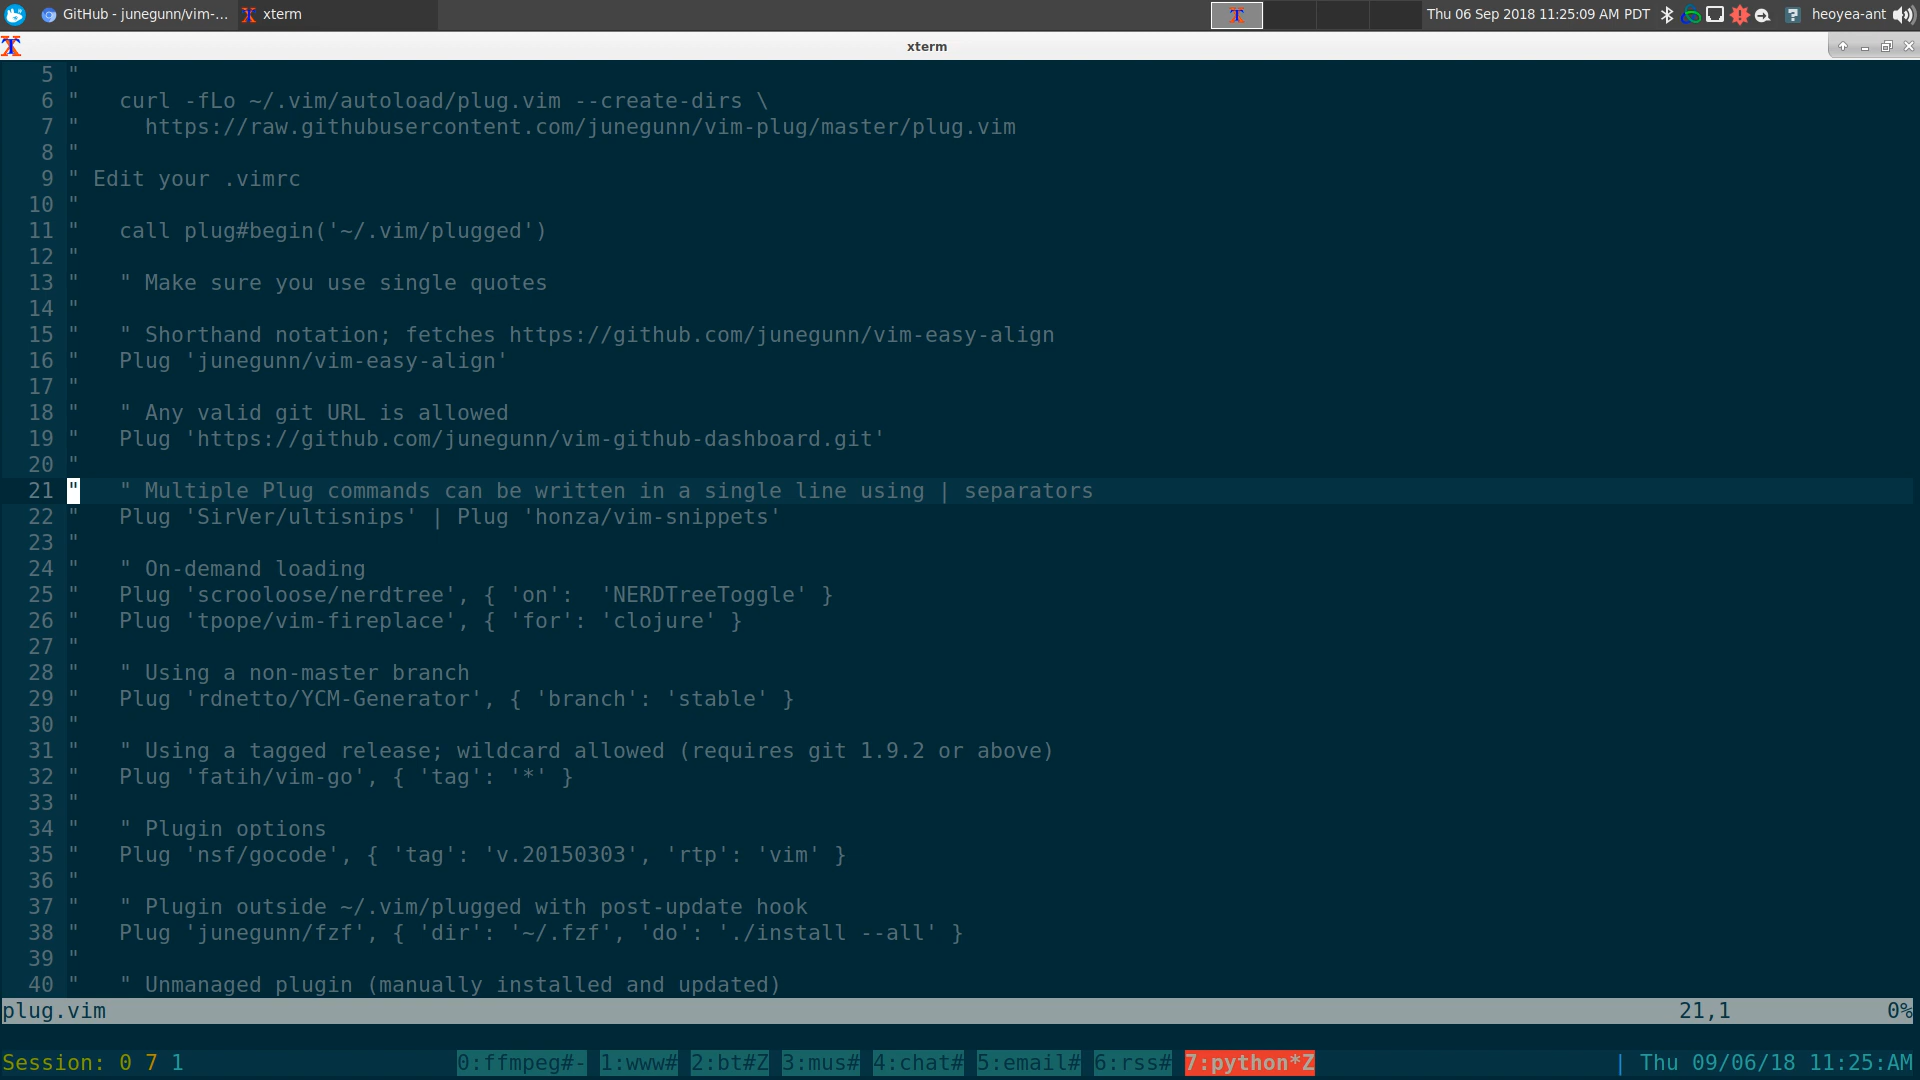 GitHub - junegunn/vim-... xterm Thu 06 Sep 2018 11:25:09 AM PDT heoyea-ant
xterm
5 "
6 "   curl -fLo ~/.vim/autoload/plug.vim --create-dirs \
7 "     https://raw.githubusercontent.com/junegunn/vim-plug/master/plug.vim
8 "
9 " Edit your .vimrc
10 "
11 "   call plug#begin('~/.vim/plugged')
12 "
13 "   " Make sure you use single quotes
14 "
15 "   " Shorthand notation; fetches https://github.com/junegunn/vim-easy-align
16 "   Plug 'junegunn/vim-easy-align'
17 "
18 "   " Any valid git URL is allowed
19 "   Plug 'https://github.com/junegunn/vim-github-dashboard.git'
20 "
21 "   " Multiple Plug commands can be written in a single line using | separators
22 "   Plug 'SirVer/ultisnips' | Plug 'honza/vim-snippets'
23 "
24 "   " On-demand loading
25 "   Plug 'scrooloose/nerdtree', { 'on':  'NERDTreeToggle' }
26 "   Plug 'tpope/vim-fireplace', { 'for': 'clojure' }
27 "
28 "   " Using a non-master branch
29 "   Plug 'rdnetto/YCM-Generator', { 'branch': 'stable' }
30 "
31 "   " Using a tagged release; wildcard allowed (requires git 1.9.2 or above)
32 "   Plug 'fatih/vim-go', { 'tag': '*' }
33 "
34 "   " Plugin options
35 "   Plug 'nsf/gocode', { 'tag': 'v.20150303', 'rtp': 'vim' }
36 "
37 "   " Plugin outside ~/.vim/plugged with post-update hook
38 "   Plug 'junegunn/fzf', { 'dir': '~/.fzf', 'do': './install --all' }
39 "
40 "   " Unmanaged plugin (manually installed and updated)
plug.vim 21,1 0%
Session: 0 7 1 0:ffmpeg#- 1:www# 2:bt#Z 3:mus# 4:chat# 5:email# 6:rss# 7:python*Z | Thu 09/06/18 11:25:AM